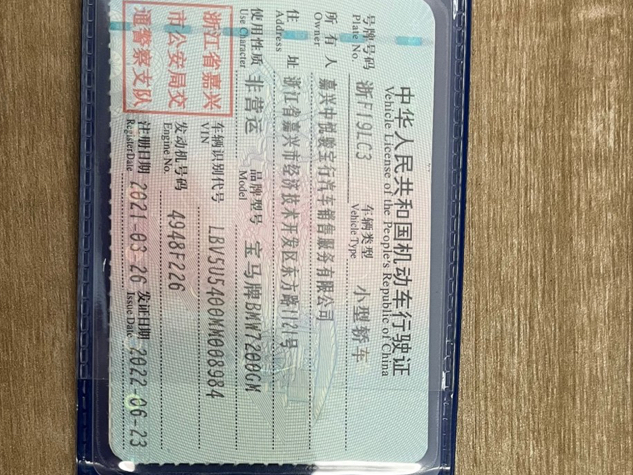 中华人民共和国机动车行驶证
Vehicle License of the People's Republic of China
号牌号码 浙F19LC3 车辆类型 小型轿车
Plate No. Vehicle Type
所有人 嘉兴中悦骏宝行汽车销售服务有限公司
Owner
住址 浙江省嘉兴市经济技术开发区东方路1121号
Address
使用性质 非营运 品牌型号 宝马牌BMW7200GM
Use Character Model
浙江省嘉兴
市公安局交
通警察支队
车辆识别代号 LBV5U5400MM008984
VIN
发动机号码 4948F226
Engine No.
注册日期 2021-03-26 发证日期 2022-06-23
Register Date Issue Date